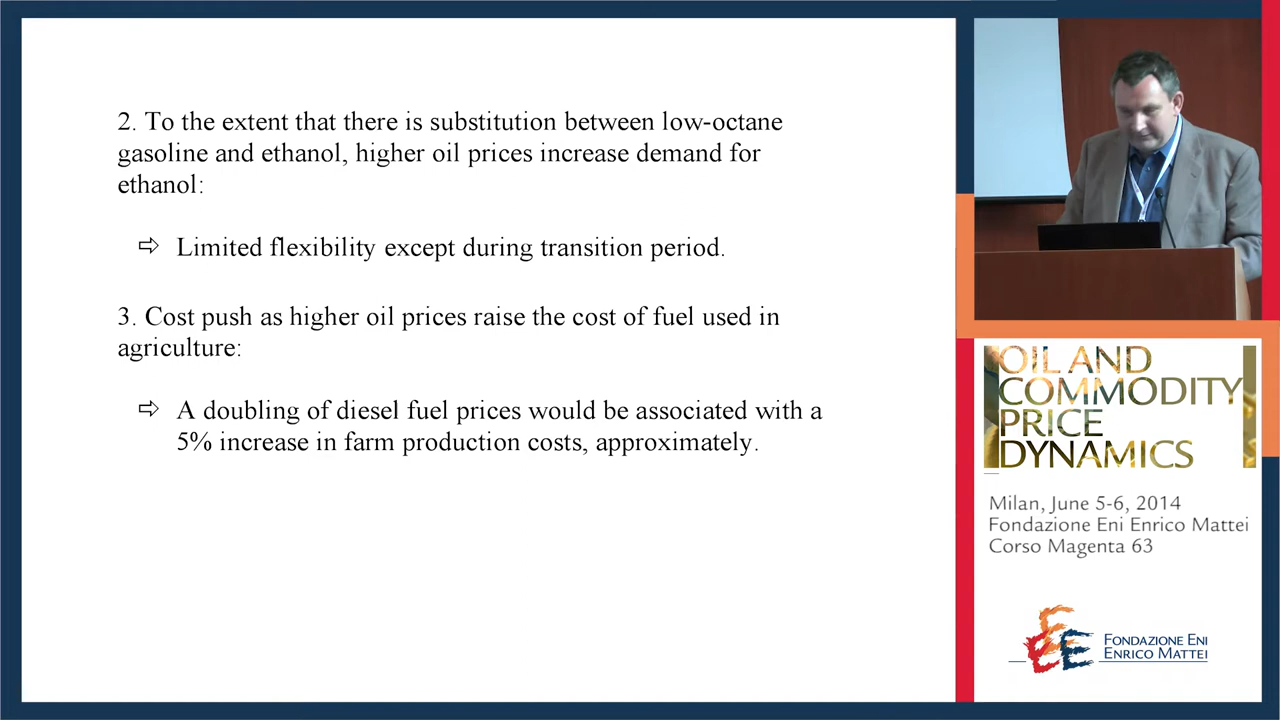 2. To the extent that there is substitution between low-octane
gasoline and ethanol, higher oil prices increase demand for
ethanol:
⇨ Limited flexibility except during transition period.
3. Cost push as higher oil prices raise the cost of fuel used in
agriculture:
⇨ A doubling of diesel fuel prices would be associated with a
5% increase in farm production costs, approximately.
OIL AND
COMMODITY
PRICE
DYNAMICS
Milan, June 5-6, 2014
Fondazione Eni Enrico Mattei
Corso Magenta 63
FONDAZIONE ENI
ENRICO MATTEI